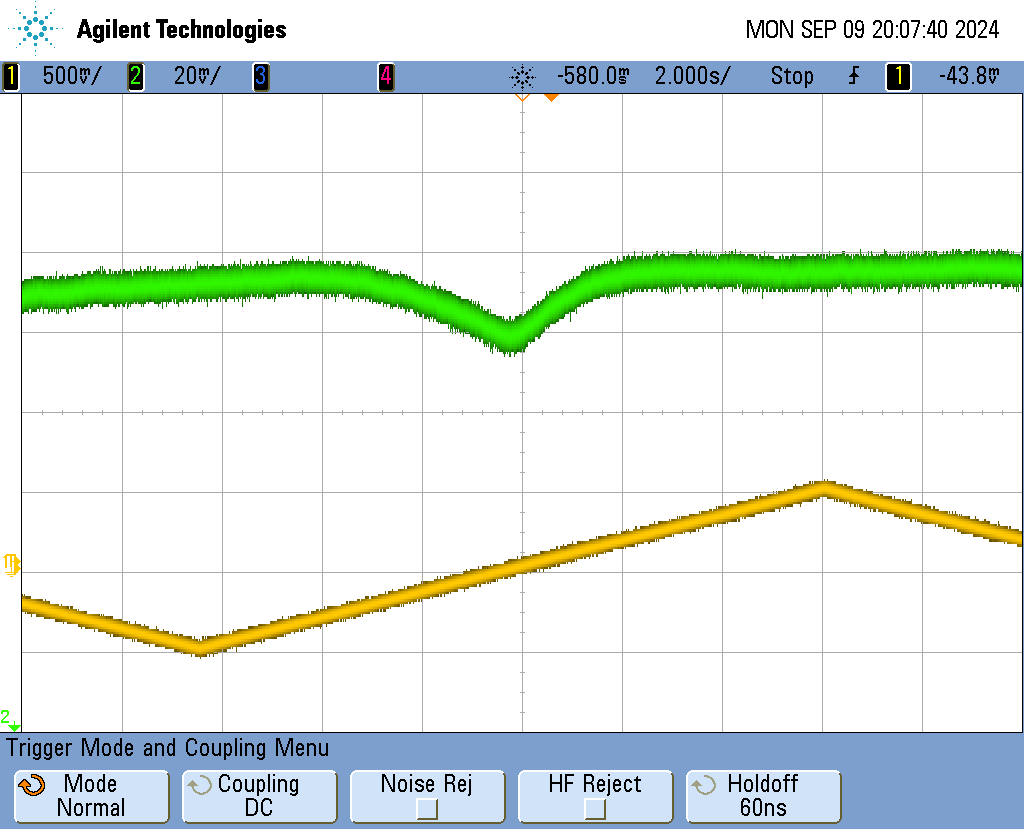 Agilent Technologies MON SEP 09 20:07:40 2024
1 500mV/ 2 20mV/ 3 4 -580.0ms 2.000s/ Stop 1 -43.8mV
T
2
Trigger Mode and Coupling Menu
Mode Coupling Noise Rej HF Reject Holdoff
Normal DC 60ns